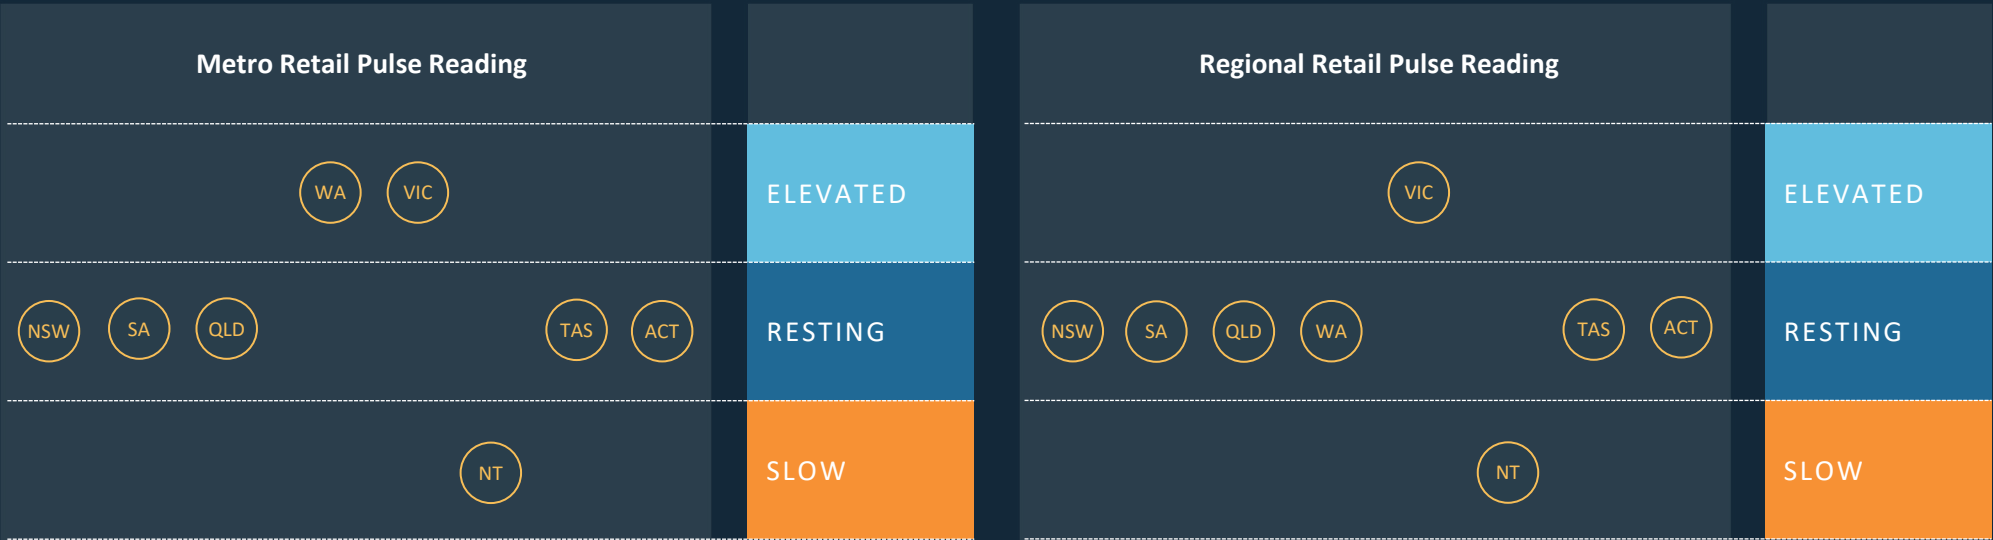 Metro Retail Pulse Reading
WA VIC ELEVATED
NSW SA QLD TAS ACT RESTING
NT SLOW
Regional Retail Pulse Reading
VIC ELEVATED
NSW SA QLD WA TAS ACT RESTING
NT SLOW